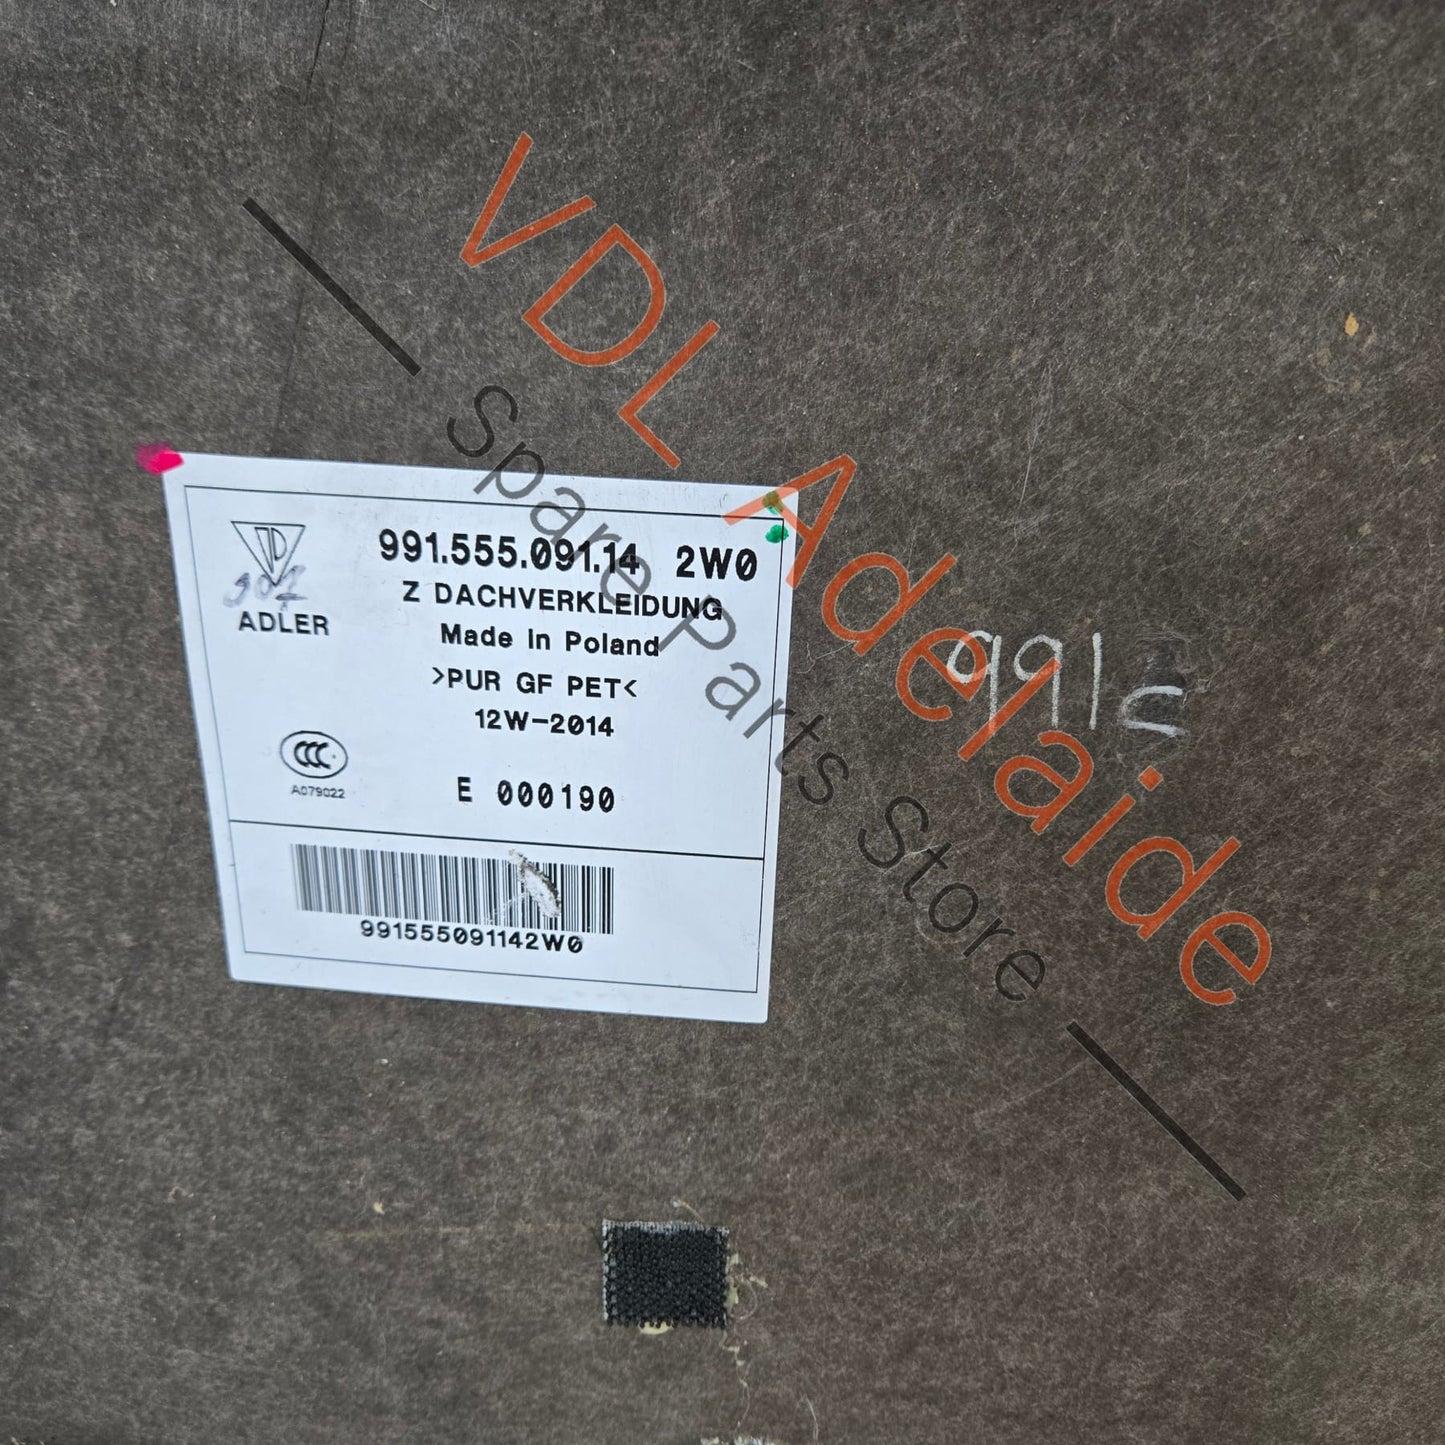 VDL Adelaide
Spare Parts Store
991.555.091.14 2W0
Z DACHVERKLEIDUNG
Made in Poland
>PUR GF PET<
12W-2014
ADLER
A079022
E 000190
991555091142W0
991